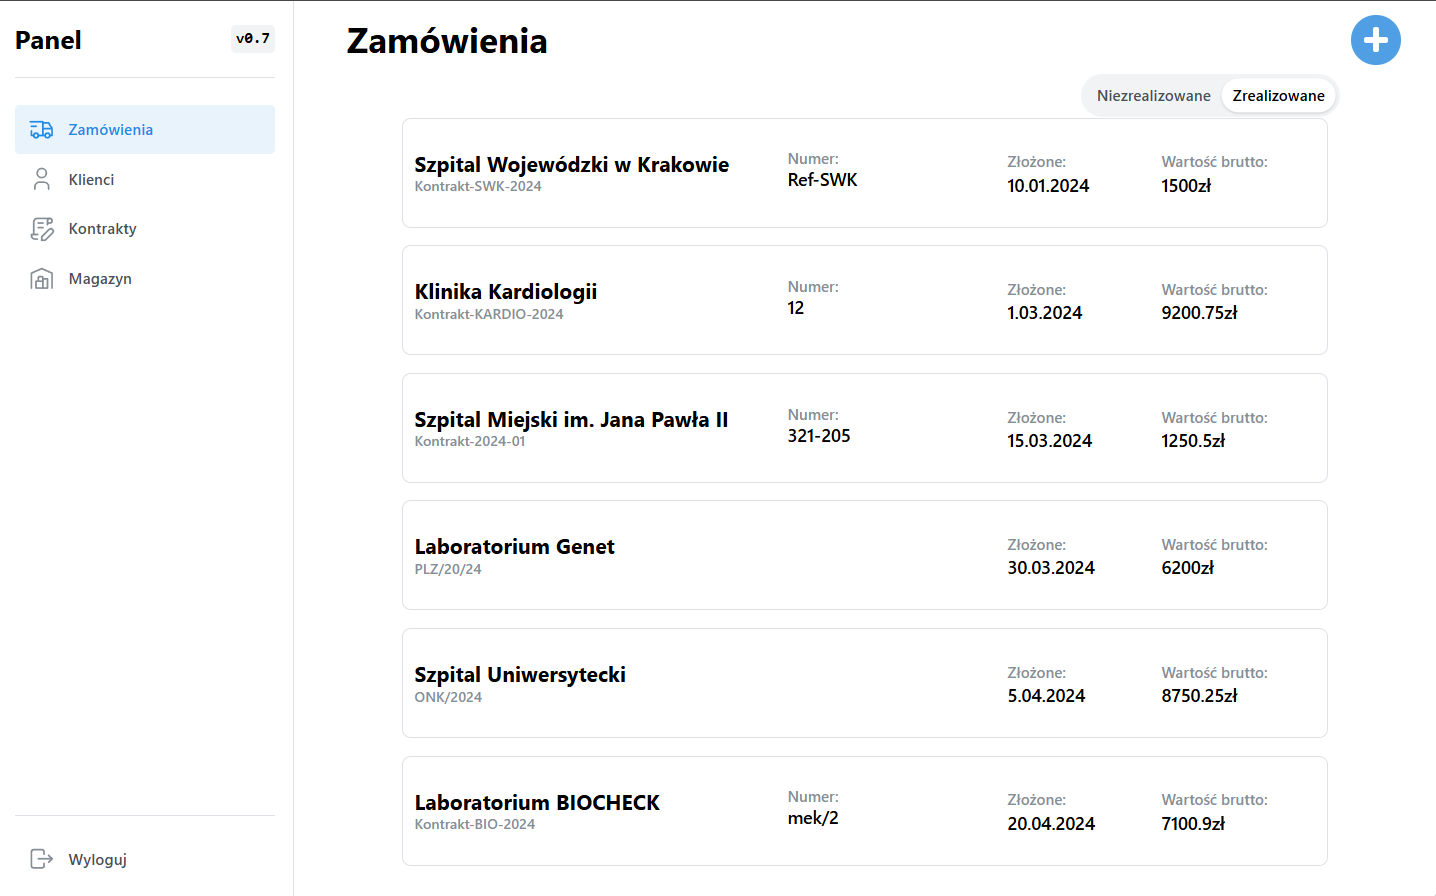 Panel
v0.7
Zamówienia
Klienci
Kontrakty
Magazyn
Wyloguj
Zamówienia
Niezrealizowane
Zrealizowane
Szpital Wojewódzki w Krakowie
Kontrakt-SWK-2024
Numer:
Ref-SWK
Złożone:
10.01.2024
Wartość brutto:
1500zł
Klinika Kardiologii
Kontrakt-KARDIO-2024
Numer:
12
Złożone:
1.03.2024
Wartość brutto:
9200.75zł
Szpital Miejski im. Jana Pawła II
Kontrakt-2024-01
Numer:
321-205
Złożone:
15.03.2024
Wartość brutto:
1250.5zł
Laboratorium Genet
PLZ/20/24
Złożone:
30.03.2024
Wartość brutto:
6200zł
Szpital Uniwersytecki
ONK/2024
Złożone:
5.04.2024
Wartość brutto:
8750.25zł
Laboratorium BIOCHECK
Kontrakt-BIO-2024
Numer:
mek/2
Złożone:
20.04.2024
Wartość brutto:
7100.9zł